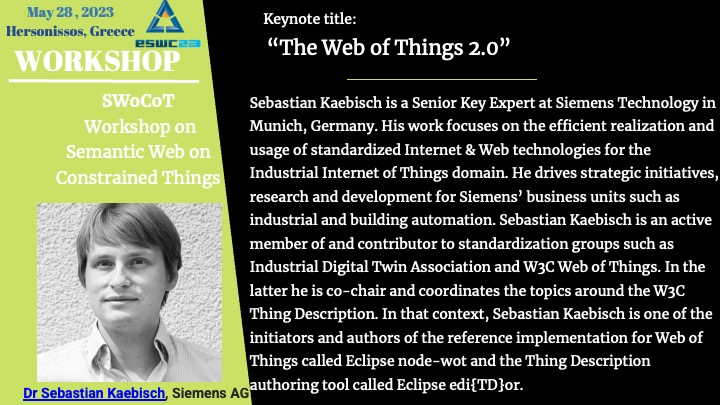 May 28 , 2023
Hersonissos, Greece
ESWC23
WORKSHOP
SWoCoT
Workshop on
Semantic Web on
Constrained Things
Dr Sebastian Kaebisch, Siemens AG
Keynote title:
“The Web of Things 2.0”
Sebastian Kaebisch is a Senior Key Expert at Siemens Technology in
Munich, Germany. His work focuses on the efficient realization and
usage of standardized Internet & Web technologies for the
Industrial Internet of Things domain. He drives strategic initiatives,
research and development for Siemens’ business units such as
industrial and building automation. Sebastian Kaebisch is an active
member of and contributor to standardization groups such as
Industrial Digital Twin Association and W3C Web of Things. In the
latter he is co-chair and coordinates the topics around the W3C
Thing Description. In that context, Sebastian Kaebisch is one of the
initiators and authors of the reference implementation for Web of
Things called Eclipse node-wot and the Thing Description
authoring tool called Eclipse edi{TD}or.